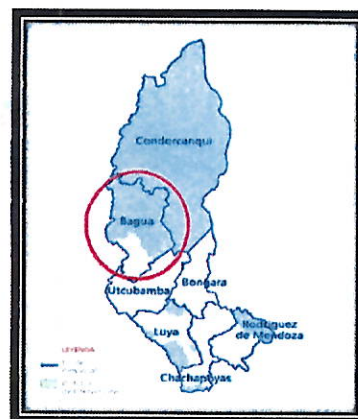 Condorcanqui
Bagua
Utcubamba
Bongara
Luya
Rodriguez
de Mendoza
Chachapoyas
LEYENDA